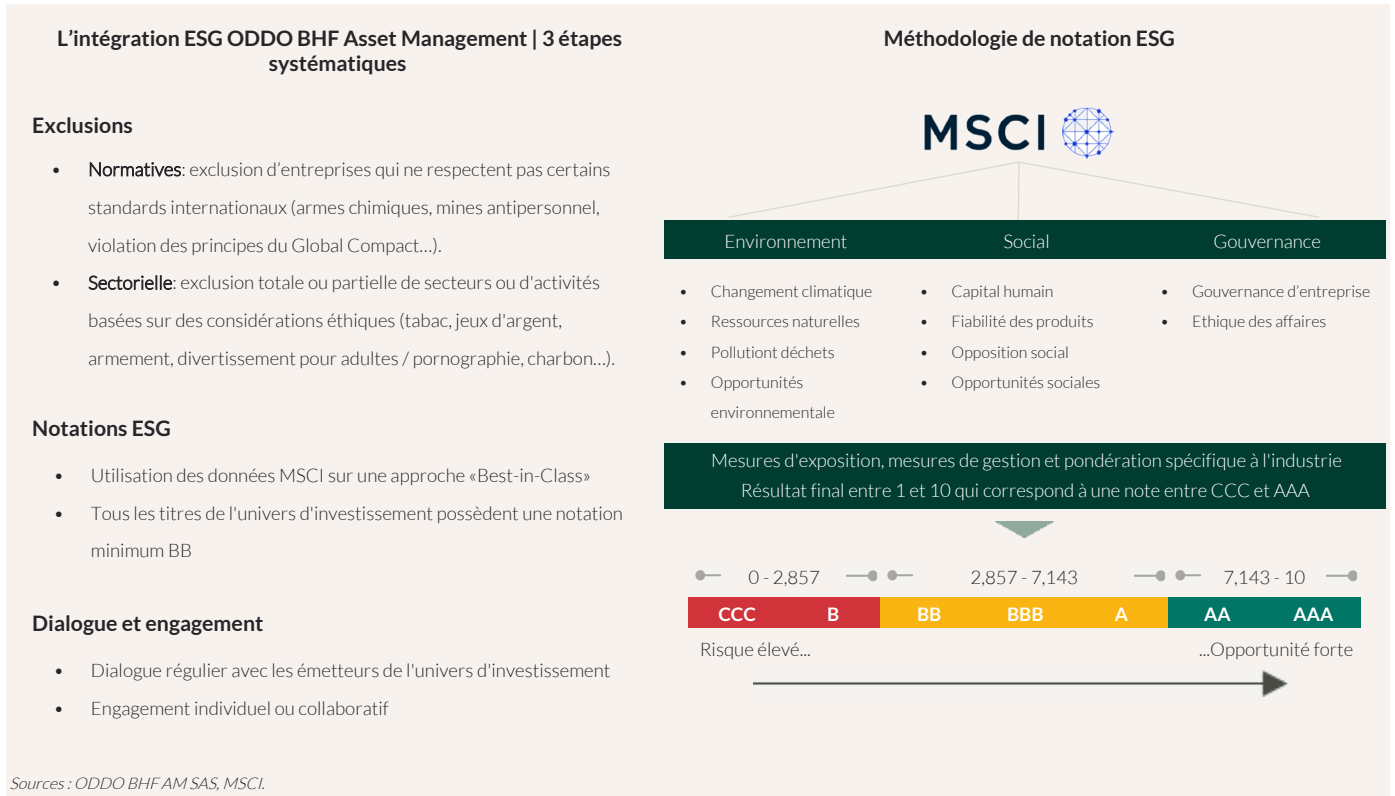 L'intégration ESG ODDO BHF Asset Management | 3 étapes
systématiques
Exclusions
• Normatives: exclusion d'entreprises qui ne respectent pas certains
standards internationaux (armes chimiques, mines antipersonnel,
violation des principes du Global Compact…).
• Sectorielle: exclusion totale ou partielle de secteurs ou d'activités
basées sur des considérations éthiques (tabac, jeux d'argent,
armement, divertissement pour adultes / pornographie, charbon…).
Notations ESG
• Utilisation des données MSCI sur une approche «Best-in-Class»
• Tous les titres de l'univers d'investissement possèdent une notation
minimum BB
Dialogue et engagement
• Dialogue régulier avec les émetteurs de l'univers d'investissement
• Engagement individuel ou collaboratif
Méthodologie de notation ESG
MSCI
Environnement Social Gouvernance
• Changement climatique
• Ressources naturelles
• Pollutiont déchets
• Opportunités
environnementale
• Capital humain
• Fiabilité des produits
• Opposition social
• Opportunités sociales
• Gouvernance d'entreprise
• Ethique des affaires
Mesures d'exposition, mesures de gestion et pondération spécifique à l'industrie
Résultat final entre 1 et 10 qui correspond à une note entre CCC et AAA
0 - 2,857 2,857 - 7,143 7,143 - 10
CCC B BB BBB A AA AAA
Risque élevé... ...Opportunité forte
Sources : ODDO BHF AM SAS, MSCI.